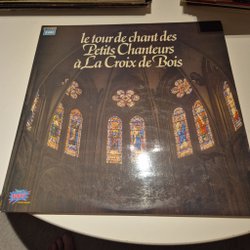 le tour de chant des
Petits Chanteurs
à La Croix de Bois